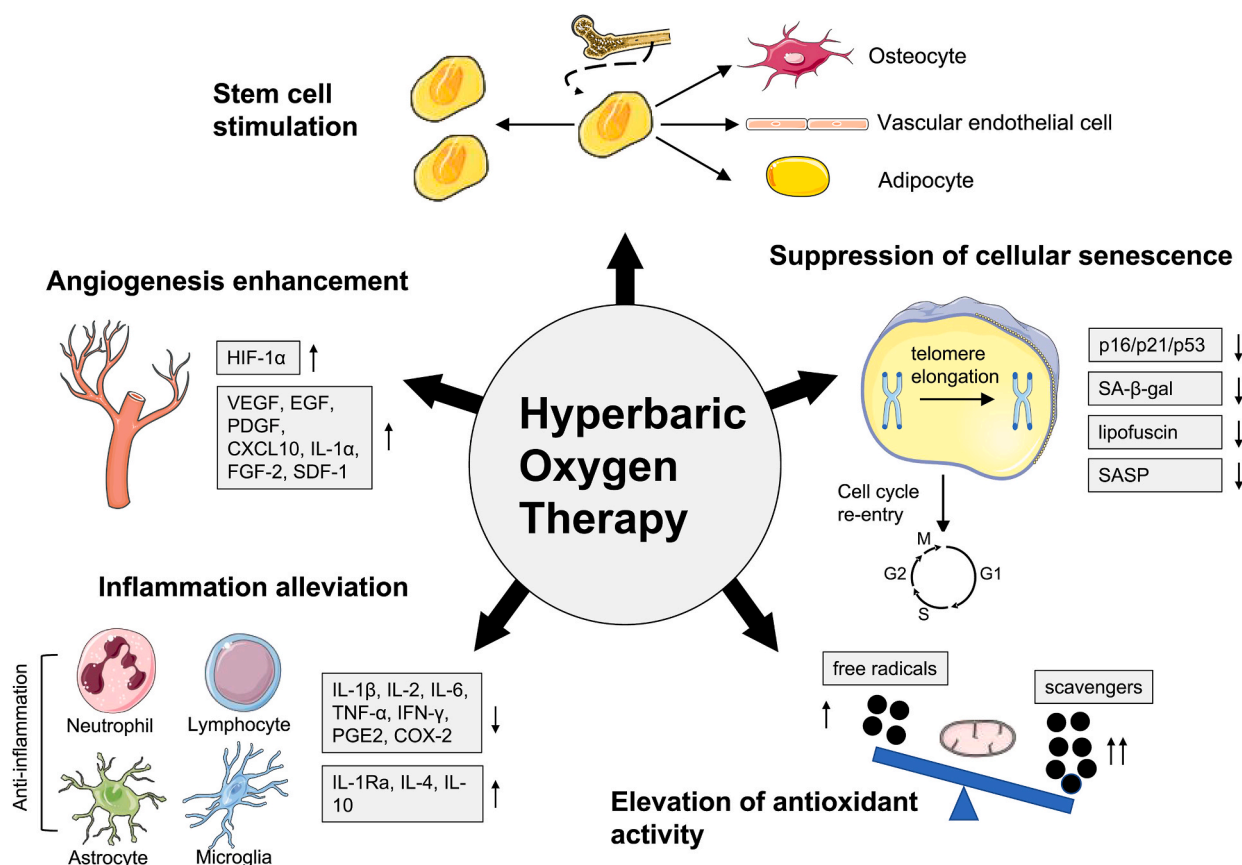 Stem cell
stimulation
Osteocyte
Vascular endothelial cell
Adipocyte
Angiogenesis enhancement
HIF-1α
VEGF, EGF,
PDGF,
CXCL10, IL-1α,
FGF-2, SDF-1
Suppression of cellular senescence
telomere
elongation
p16/p21/p53
SA-β-gal
lipofuscin
SASP
Cell cycle
re-entry
M
G2
G1
S
Hyperbaric
Oxygen
Therapy
Inflammation alleviation
Anti-inflammation
Neutrophil
Lymphocyte
Astrocyte
Microglia
IL-1β, IL-2, IL-6,
TNF-α, IFN-γ,
PGE2, COX-2
IL-1Ra, IL-4, IL-
10
free radicals
scavengers
Elevation of antioxidant
activity